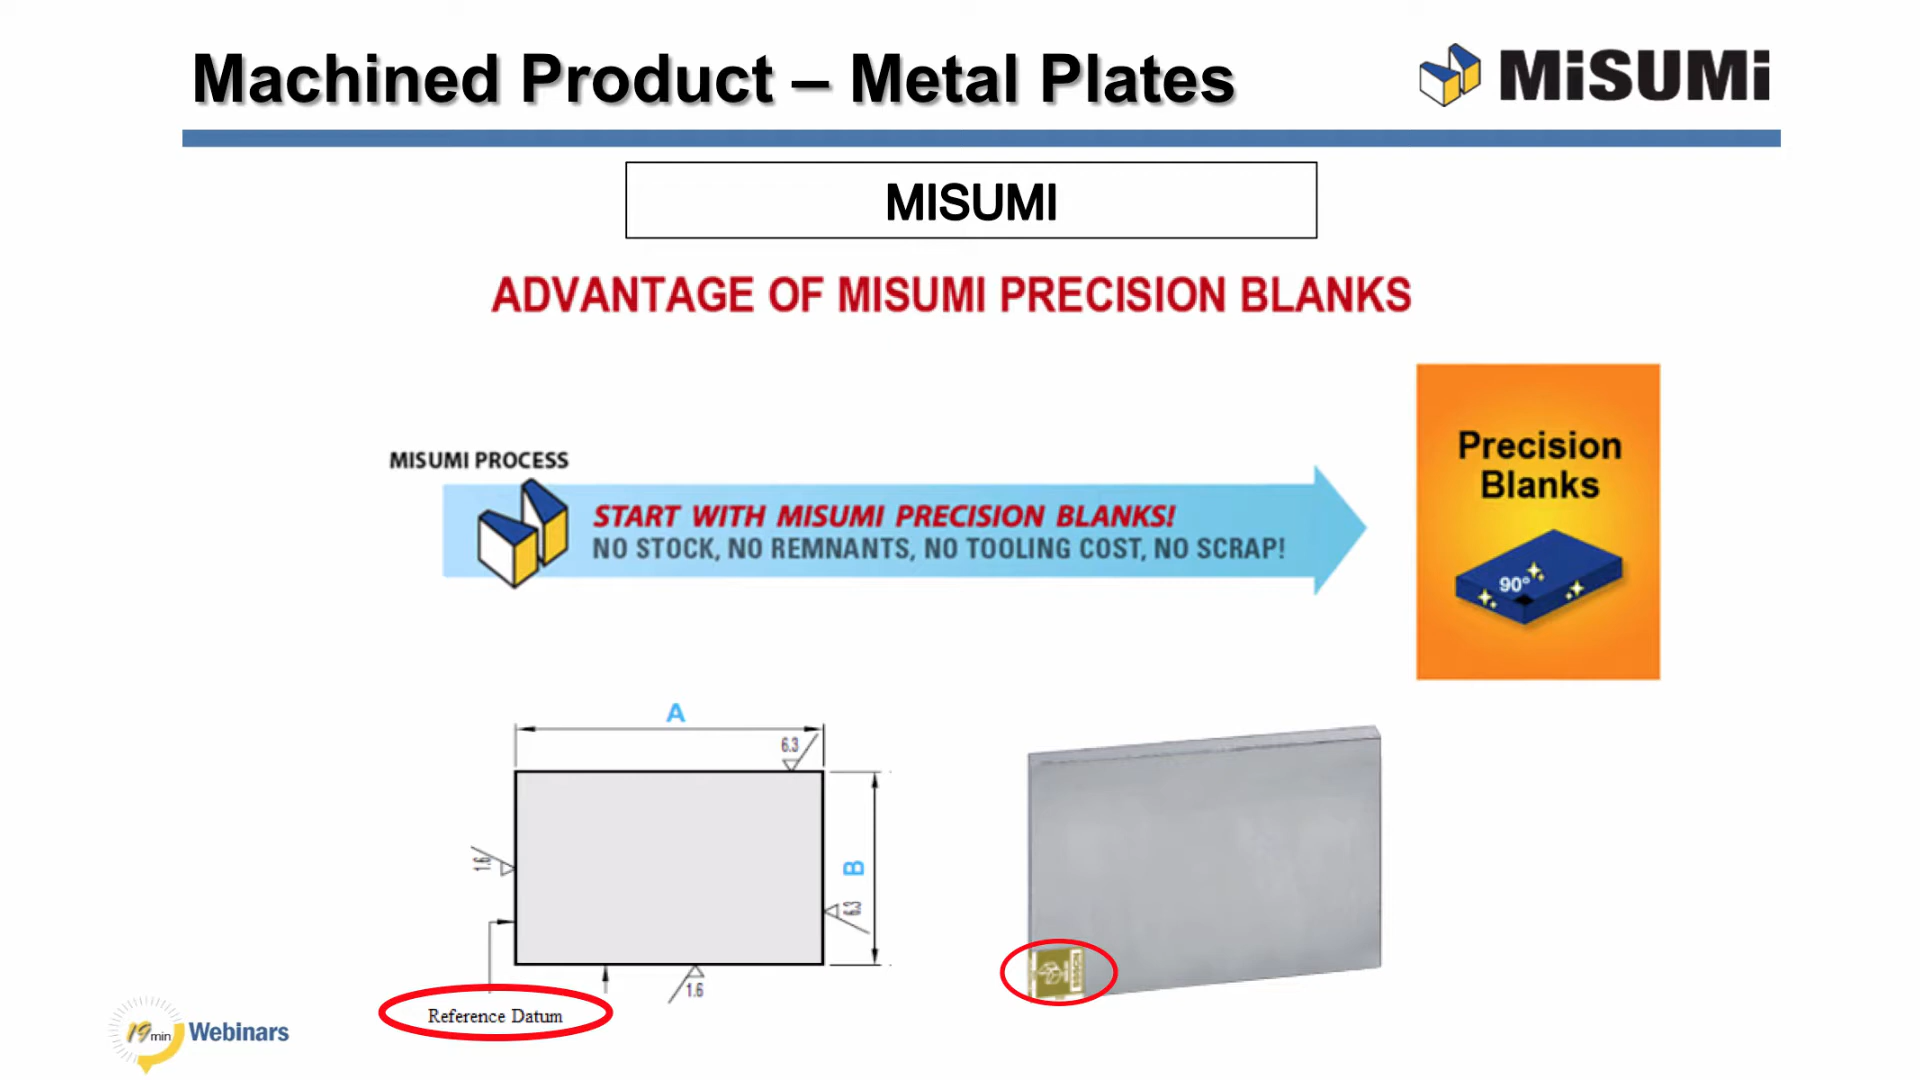 Machined Product – Metal Plates
MiSUMi
MISUMI
ADVANTAGE OF MISUMI PRECISION BLANKS
MISUMI PROCESS
START WITH MISUMI PRECISION BLANKS!
NO STOCK, NO REMNANTS, NO TOOLING COST, NO SCRAP!
Precision
Blanks
90°
A
6.3
1.6
B
6.3
1.6
Reference Datum
19 min Webinars